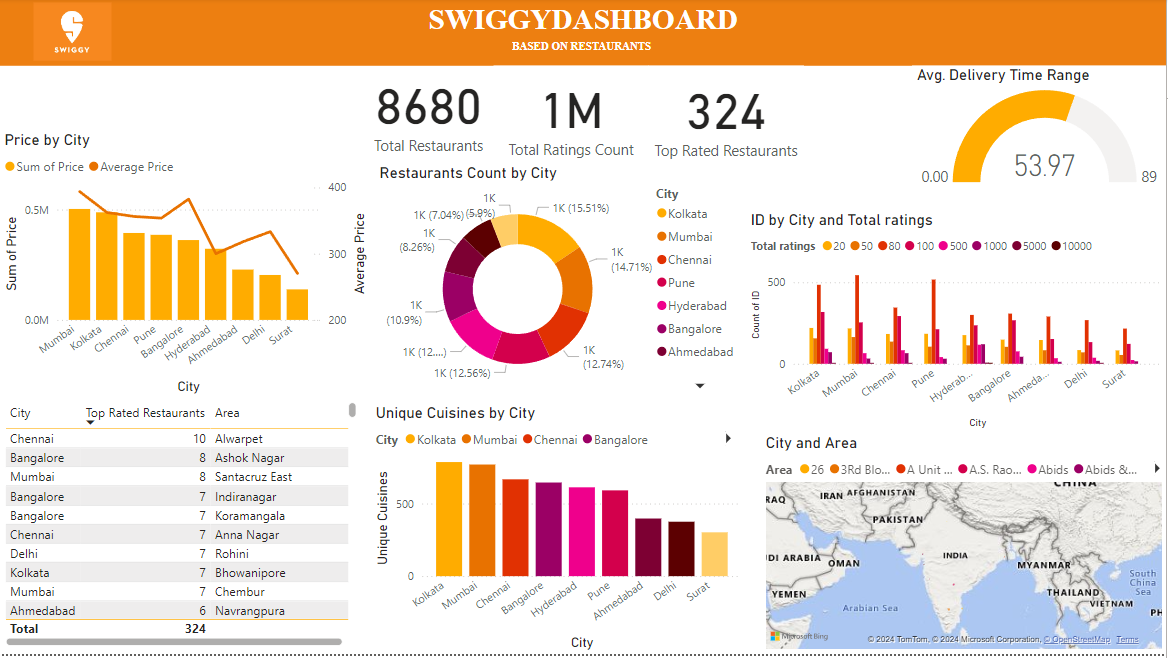 SWIGGY
SWIGGYDASHBOARD
BASED ON RESTAURANTS
8680
Total Restaurants
1M
Total Ratings Count
324
Top Rated Restaurants
Avg. Delivery Time Range
53.97
0.00
89
Price by City
Sum of Price
Average Price
Sum of Price
0.5M
0.0M
400
300
200
Average Price
Mumbai
Kolkata
Chennai
Pune
Bangalore
Hyderabad
Ahmedabad
Delhi
Surat
City
Restaurants Count by City
1K (15.51%)
1K
(14.71%)
1K
(12.74%)
1K (12.56%)
1K (12....)
1K
(10.9%)
1K
(8.26%)
1K (7.04%)
1K
(5.9%)
City
Kolkata
Mumbai
Chennai
Pune
Hyderabad
Bangalore
Ahmedabad
ID by City and Total ratings
Total ratings 20 50 80 100 500 1000 5000 10000
Count of ID
500
0
Kolkata
Mumbai
Chennai
Pune
Hyderab...
Bangalore
Ahmeda...
Delhi
Surat
City
City Top Rated Restaurants Area
Chennai 10 Alwarpet
Bangalore 8 Ashok Nagar
Mumbai 8 Santacruz East
Bangalore 7 Indiranagar
Bangalore 7 Koramangala
Chennai 7 Anna Nagar
Delhi 7 Rohini
Kolkata 7 Bhowanipore
Mumbai 7 Chembur
Ahmedabad 6 Navrangpura
Total 324
Unique Cuisines by City
City Kolkata Mumbai Chennai Bangalore
Unique Cuisines
500
0
Kolkata
Mumbai
Chennai
Bangalore
Hyderabad
Pune
Ahmedabad
Delhi
Surat
City
City and Area
Area 26 3Rd Blo... A Unit ... A.S. Rao... Abids Abids &...
CHINA
RAQ
IRAN
AFGHANISTAN
PAKISTAN
DI ARABIA
OMAN
INDIA
MYANMAR
YEMEN
THAILAND
VIETNAM
South
China
Sea
PH
Arabian Sea
Microsoft Bing
© 2024 TomTom, © 2024 Microsoft Corporation, © OpenStreetMap Terms